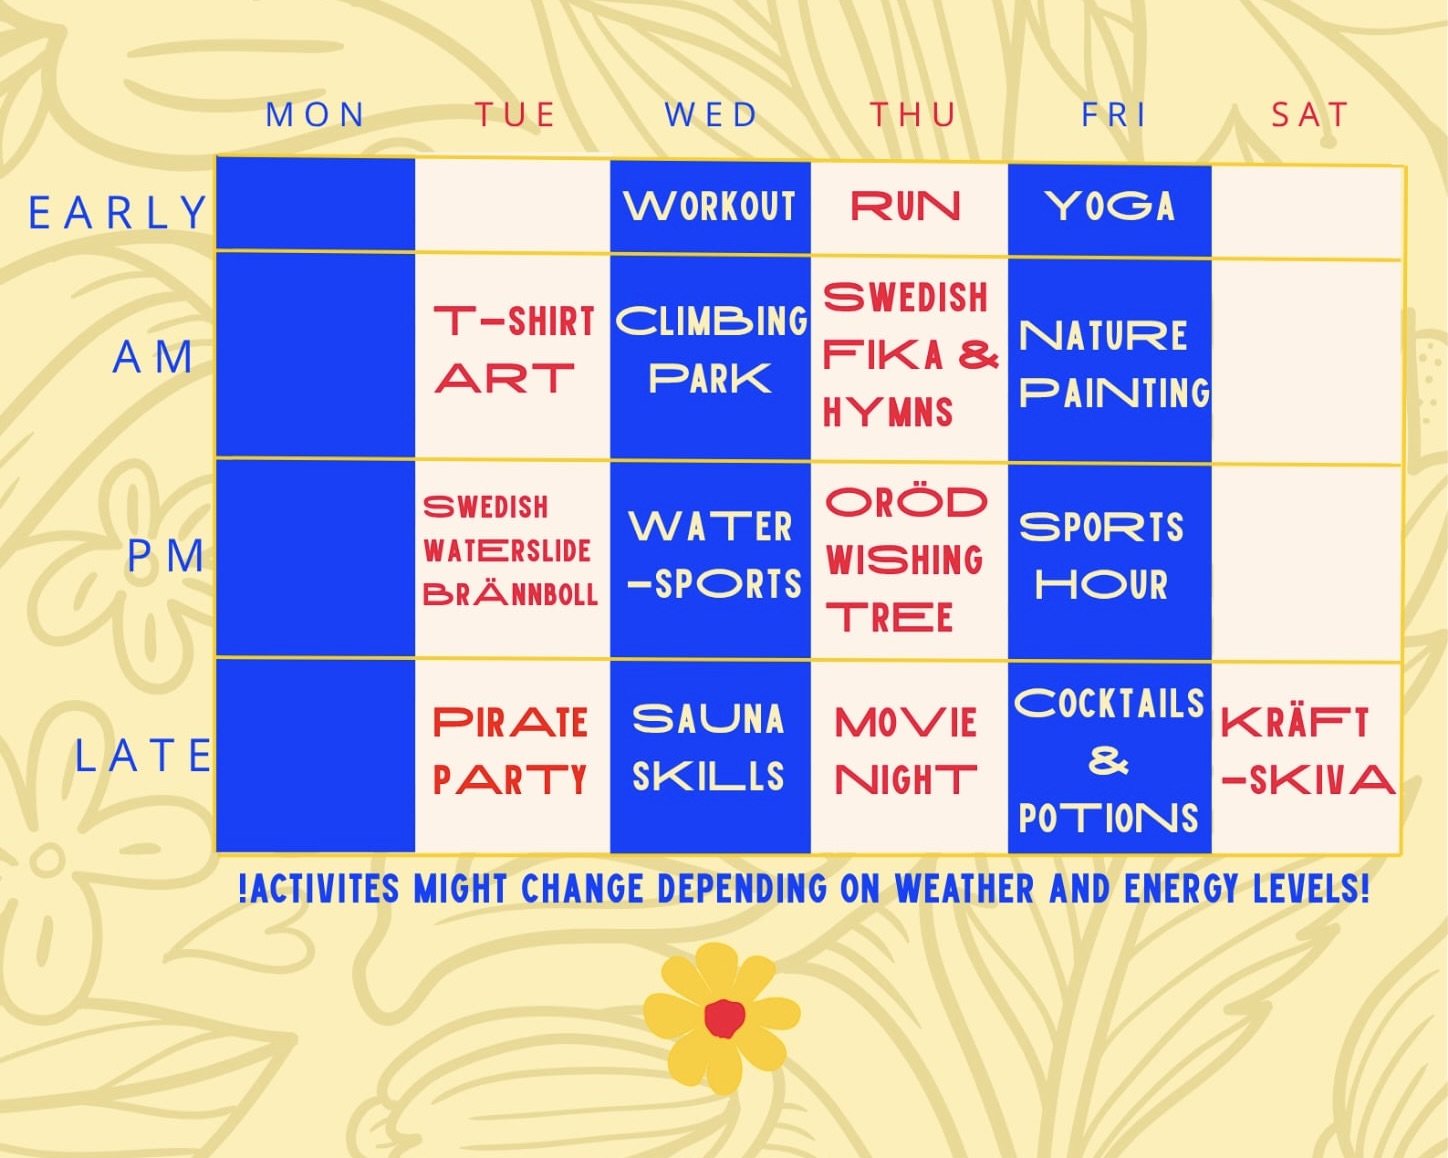 MON TUE WED THU FRI SAT
EARLY
WORKOUT
RUN
YOGA
AM
T-SHIRT
ART
CLIMBING
PARK
SWEDISH
FIKA &
HYMNS
NATURE
PAINTING
PM
SWEDISH
WATERSLIDE
BRÄNNBOLL
WATER
-SPORTS
ORÖD
WISHING
TREE
SPORTS
HOUR
LATE
PIRATE
PARTY
SAUNA
SKILLS
MOVIE
NIGHT
COCKTAILS
&
POTIONS
KRÄFT
-SKIVA
!ACTIVITES MIGHT CHANGE DEPENDING ON WEATHER AND ENERGY LEVELS!